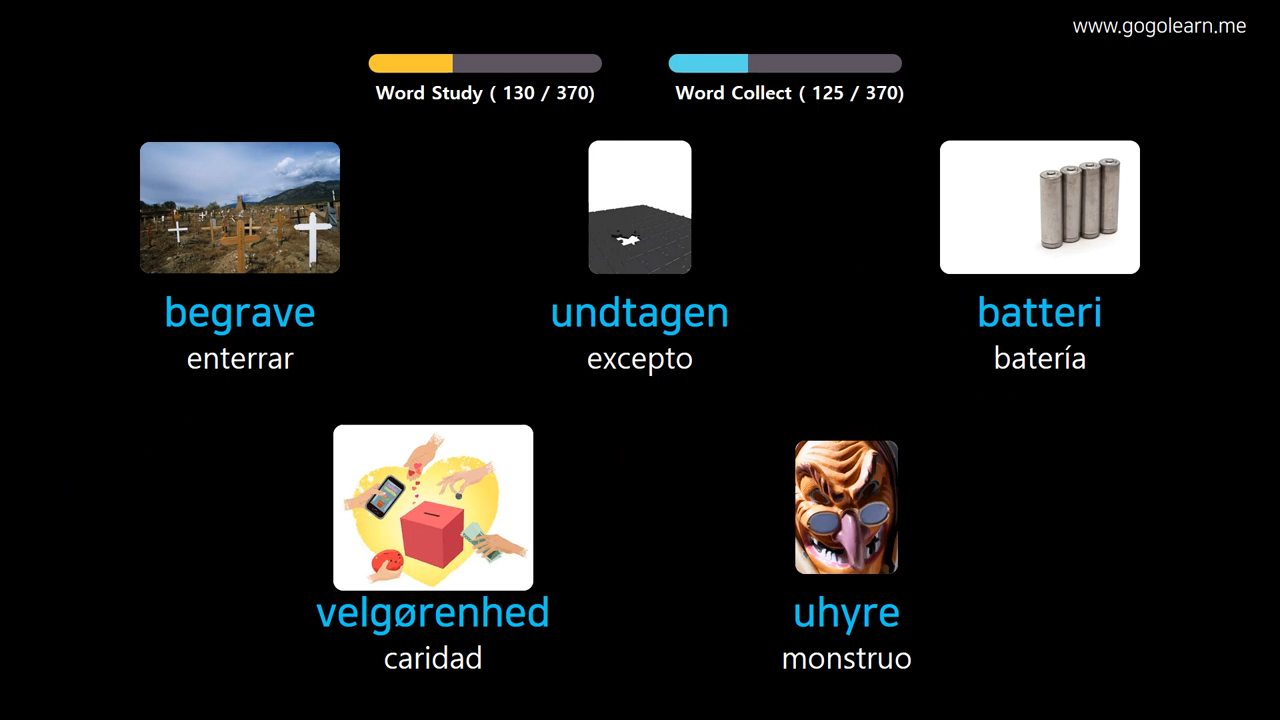 www.gogolearn.me
Word Study ( 130 / 370)
Word Collect ( 125 / 370)
begrave
enterrar
undtagen
excepto
batteri
batería
velgørenhed
caridad
uhyre
monstruo